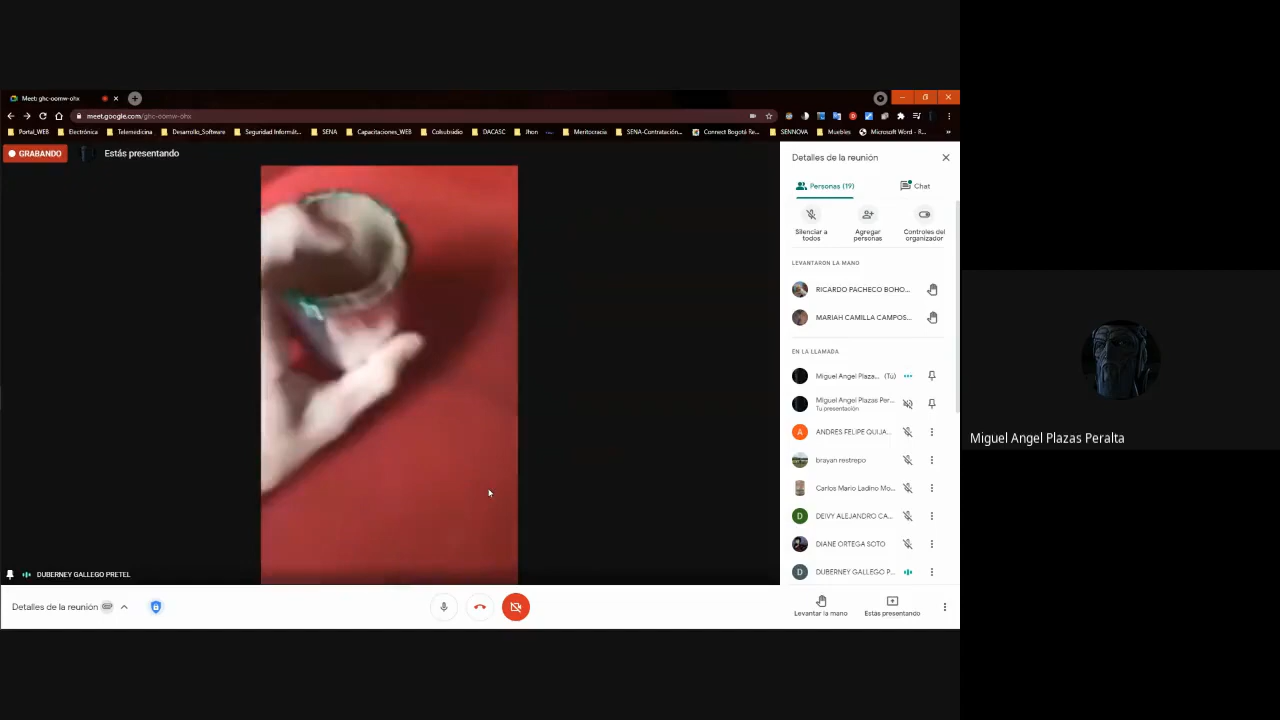 Meet: ghc-oomw-ohx
meet.google.com/ghc-oomw-ohx
Portal_WEB Electrónica Telemedicina Desarrollo_Software Seguridad Informát... SENA Capacitaciones_WEB Colsubsidio DACASC Jhon Meritocracia SENA-Contratación... Connect Bogotá Re... SENNOVA Muebles Microsoft Word - R... »
GRABANDO Estás presentando
Detalles de la reunión
Personas (19) Chat
Silenciar a todos
Agregar personas
Controles del organizador
LEVANTARON LA MANO
RICARDO PACHECO BOHO...
MARIAH CAMILLA CAMPOS...
EN LA LLAMADA
Miguel Angel Plaza... (Tú)
Miguel Angel Plazas Per...
Tu presentación
A ANDRES FELIPE QUIJA...
brayan restrepo
Carlos Mario Ladino Mo...
D DEIVY ALEJANDRO CA...
DIANE ORTEGA SOTO
D DUBERNEY GALLEGO P...
DUBERNEY GALLEGO PRETEL
Detalles de la reunión
Levantar la mano
Estás presentando
Miguel Angel Plazas Peralta